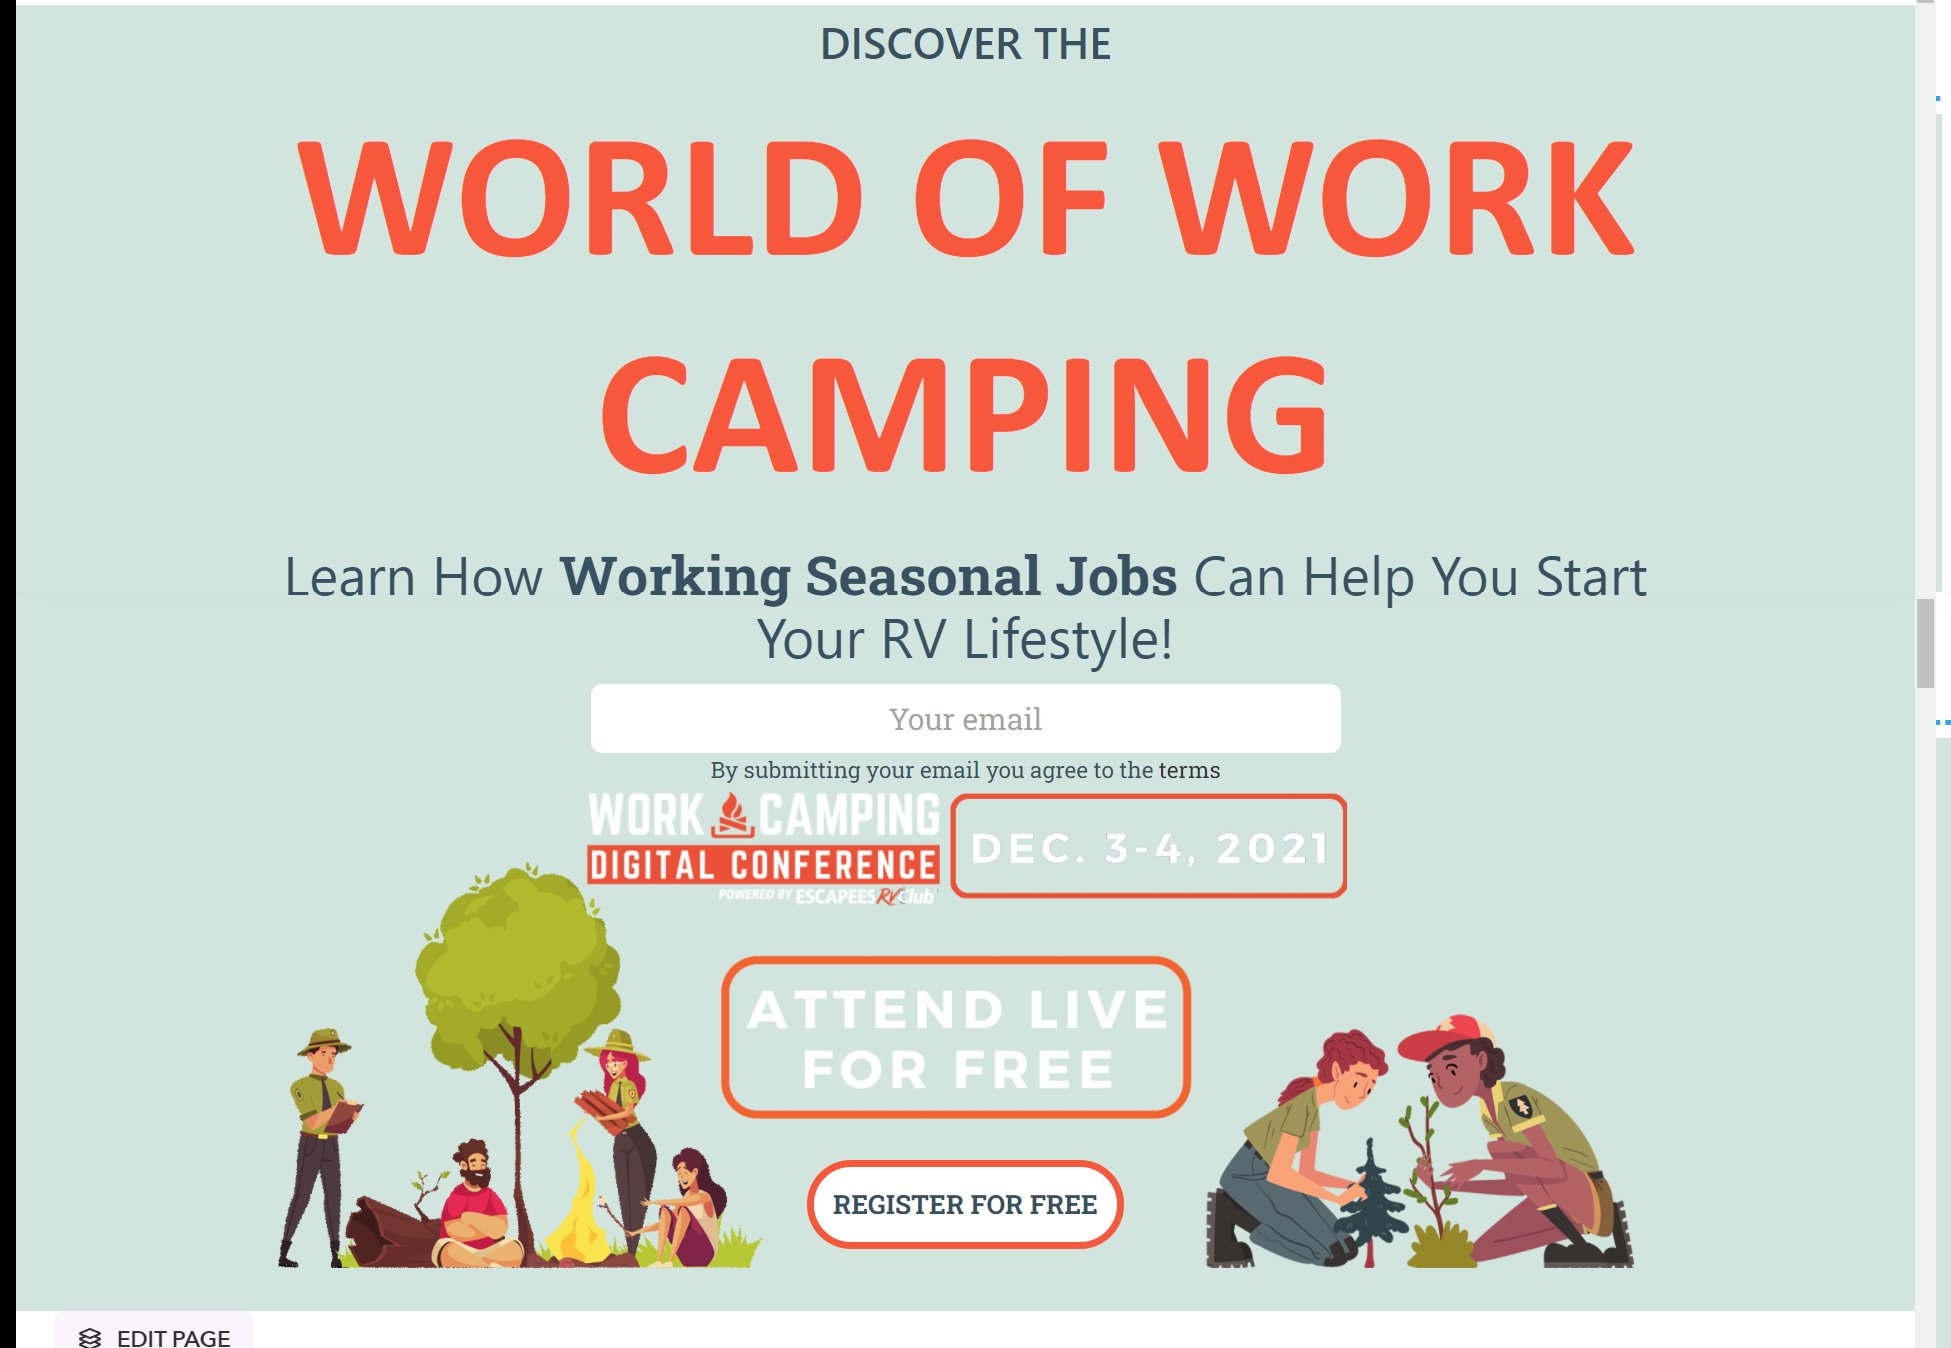 DISCOVER THE
WORLD OF WORK
CAMPING
Learn How Working Seasonal Jobs Can Help You Start
Your RV Lifestyle!
Your email
By submitting your email you agree to the terms
WORK CAMPING
DIGITAL CONFERENCE
POWERED BY ESCAPEES RVClub
DEC. 3-4, 2021
ATTEND LIVE
FOR FREE
REGISTER FOR FREE
EDIT PAGE